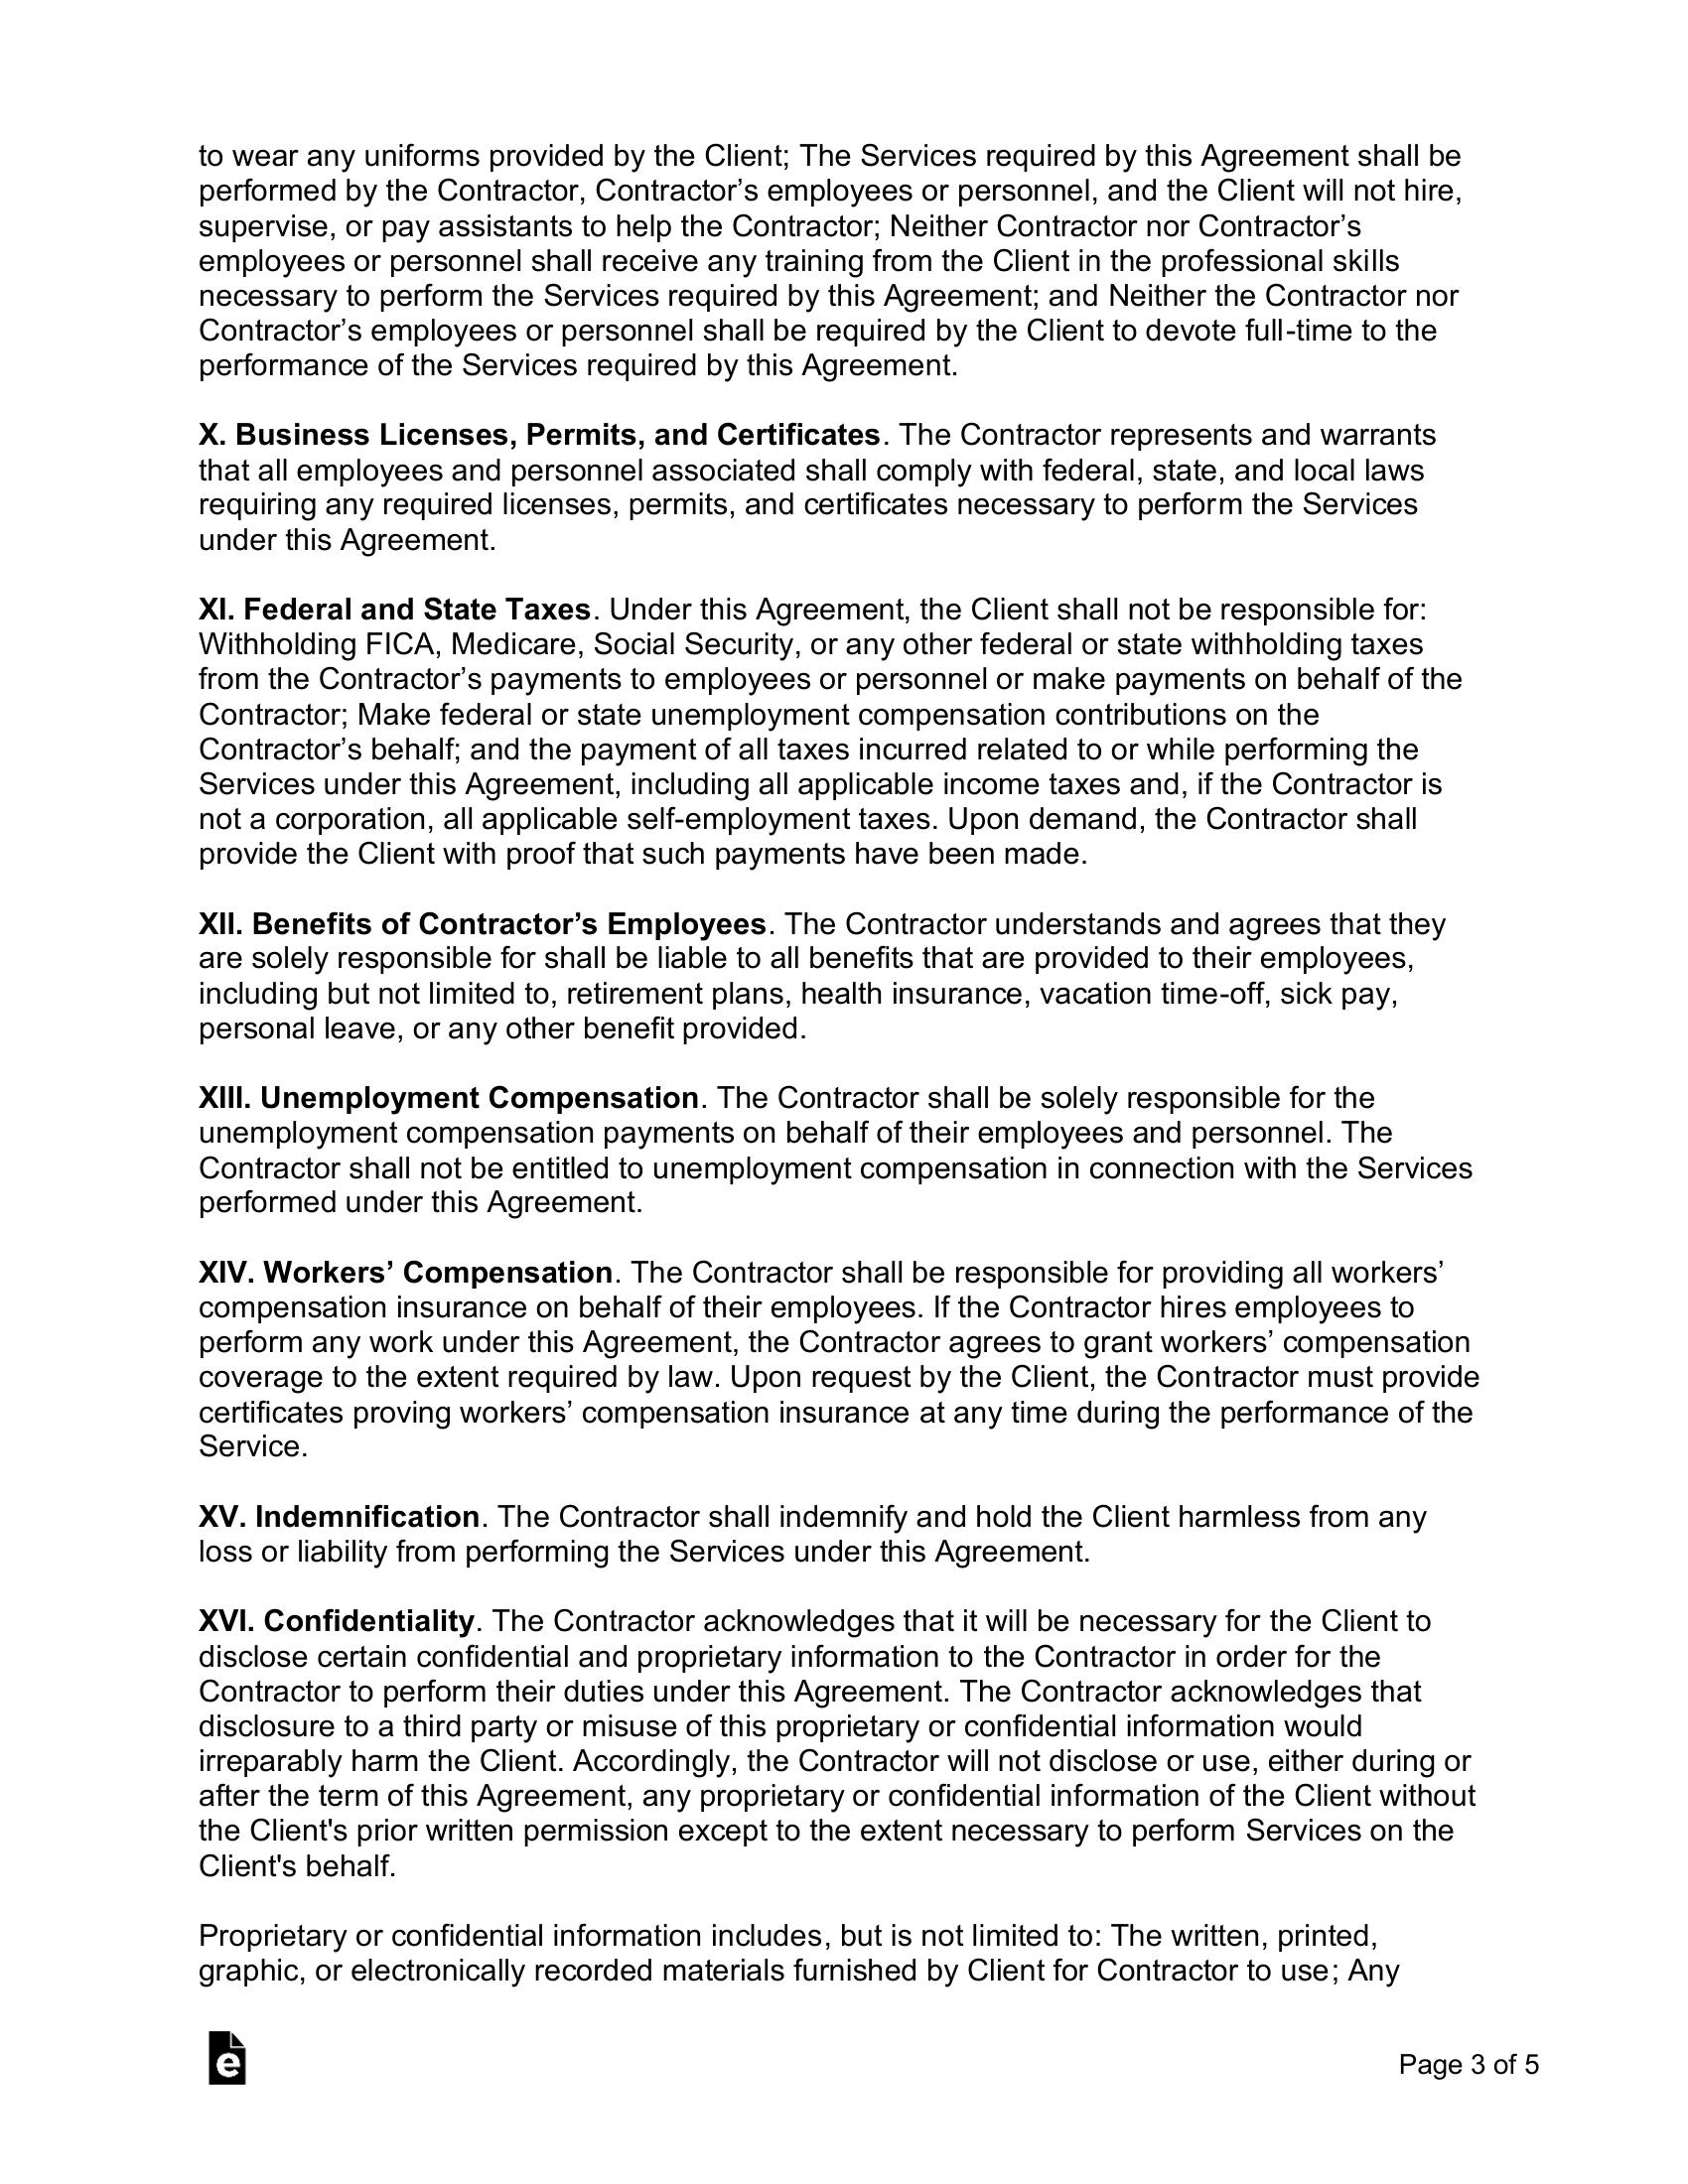 to wear any uniforms provided by the Client; The Services required by this Agreement shall be
performed by the Contractor, Contractor’s employees or personnel, and the Client will not hire,
supervise, or pay assistants to help the Contractor; Neither Contractor nor Contractor’s
employees or personnel shall receive any training from the Client in the professional skills
necessary to perform the Services required by this Agreement; and Neither the Contractor nor
Contractor’s employees or personnel shall be required by the Client to devote full-time to the
performance of the Services required by this Agreement.
X. Business Licenses, Permits, and Certificates. The Contractor represents and warrants
that all employees and personnel associated shall comply with federal, state, and local laws
requiring any required licenses, permits, and certificates necessary to perform the Services
under this Agreement.
XI. Federal and State Taxes. Under this Agreement, the Client shall not be responsible for:
Withholding FICA, Medicare, Social Security, or any other federal or state withholding taxes
from the Contractor’s payments to employees or personnel or make payments on behalf of the
Contractor; Make federal or state unemployment compensation contributions on the
Contractor’s behalf; and the payment of all taxes incurred related to or while performing the
Services under this Agreement, including all applicable income taxes and, if the Contractor is
not a corporation, all applicable self-employment taxes. Upon demand, the Contractor shall
provide the Client with proof that such payments have been made.
XII. Benefits of Contractor’s Employees. The Contractor understands and agrees that they
are solely responsible for shall be liable to all benefits that are provided to their employees,
including but not limited to, retirement plans, health insurance, vacation time-off, sick pay,
personal leave, or any other benefit provided.
XIII. Unemployment Compensation. The Contractor shall be solely responsible for the
unemployment compensation payments on behalf of their employees and personnel. The
Contractor shall not be entitled to unemployment compensation in connection with the Services
performed under this Agreement.
XIV. Workers’ Compensation. The Contractor shall be responsible for providing all workers’
compensation insurance on behalf of their employees. If the Contractor hires employees to
perform any work under this Agreement, the Contractor agrees to grant workers’ compensation
coverage to the extent required by law. Upon request by the Client, the Contractor must provide
certificates proving workers’ compensation insurance at any time during the performance of the
Service.
XV. Indemnification. The Contractor shall indemnify and hold the Client harmless from any
loss or liability from performing the Services under this Agreement.
XVI. Confidentiality. The Contractor acknowledges that it will be necessary for the Client to
disclose certain confidential and proprietary information to the Contractor in order for the
Contractor to perform their duties under this Agreement. The Contractor acknowledges that
disclosure to a third party or misuse of this proprietary or confidential information would
irreparably harm the Client. Accordingly, the Contractor will not disclose or use, either during or
after the term of this Agreement, any proprietary or confidential information of the Client without
the Client's prior written permission except to the extent necessary to perform Services on the
Client's behalf.
Proprietary or confidential information includes, but is not limited to: The written, printed,
graphic, or electronically recorded materials furnished by Client for Contractor to use; Any
e
Page 3 of 5